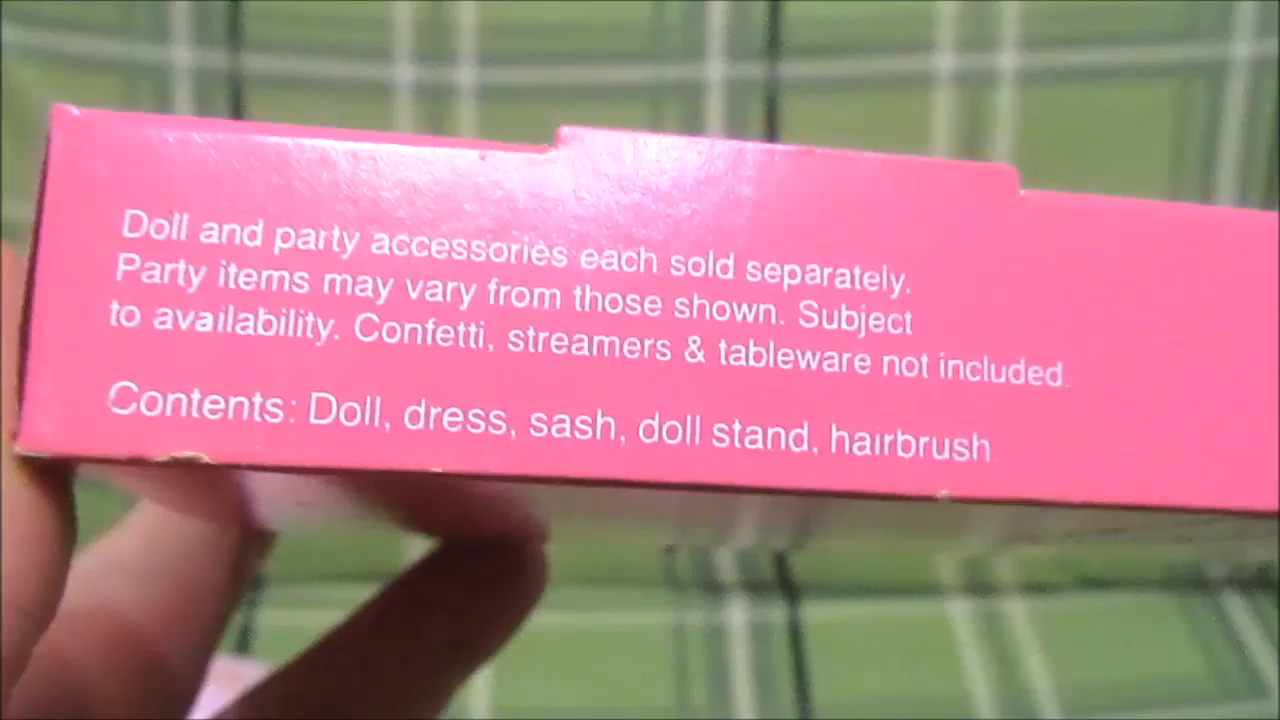 Doll and party accessories each sold separately.
Party items may vary from those shown. Subject
to availability. Confetti, streamers & tableware not included.
Contents: Doll, dress, sash, doll stand, hairbrush